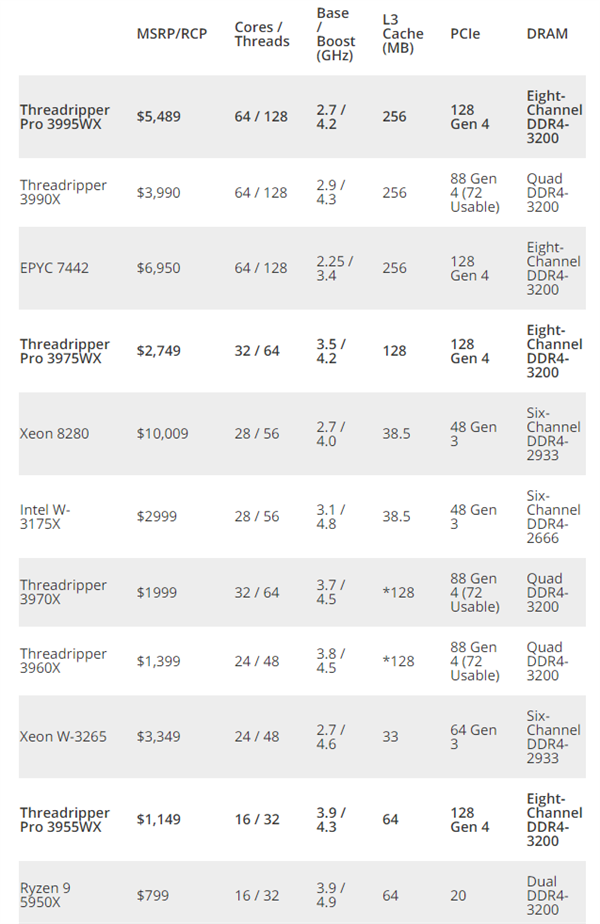 MSRP/RCP Cores / Threads Base / Boost (GHz) L3 Cache (MB) PCIe DRAM
Threadripper Pro 3995WX $5,489 64 / 128 2.7 / 4.2 256 128 Gen 4 Eight-Channel DDR4-3200
Threadripper 3990X $3,990 64 / 128 2.9 / 4.3 256 88 Gen 4 (72 Usable) Quad DDR4-3200
EPYC 7442 $6,950 64 / 128 2.25 / 3.4 256 128 Gen 4 Eight-Channel DDR4-3200
Threadripper Pro 3975WX $2,749 32 / 64 3.5 / 4.2 128 128 Gen 4 Eight-Channel DDR4-3200
Xeon 8280 $10,009 28 / 56 2.7 / 4.0 38.5 48 Gen 3 Six-Channel DDR4-2933
Intel W-3175X $2999 28 / 56 3.1 / 4.8 38.5 48 Gen 3 Six-Channel DDR4-2666
Threadripper 3970X $1999 32 / 64 3.7 / 4.5 *128 88 Gen 4 (72 Usable) Quad DDR4-3200
Threadripper 3960X $1,399 24 / 48 3.8 / 4.5 *128 88 Gen 4 (72 Usable) Quad DDR4-3200
Xeon W-3265 $3,349 24 / 48 2.7 / 4.6 33 64 Gen 3 Six-Channel DDR4-2933
Threadripper Pro 3955WX $1,149 16 / 32 3.9 / 4.3 64 128 Gen 4 Eight-Channel DDR4-3200
Ryzen 9 5950X $799 16 / 32 3.9 / 4.9 64 20 Dual DDR4-3200